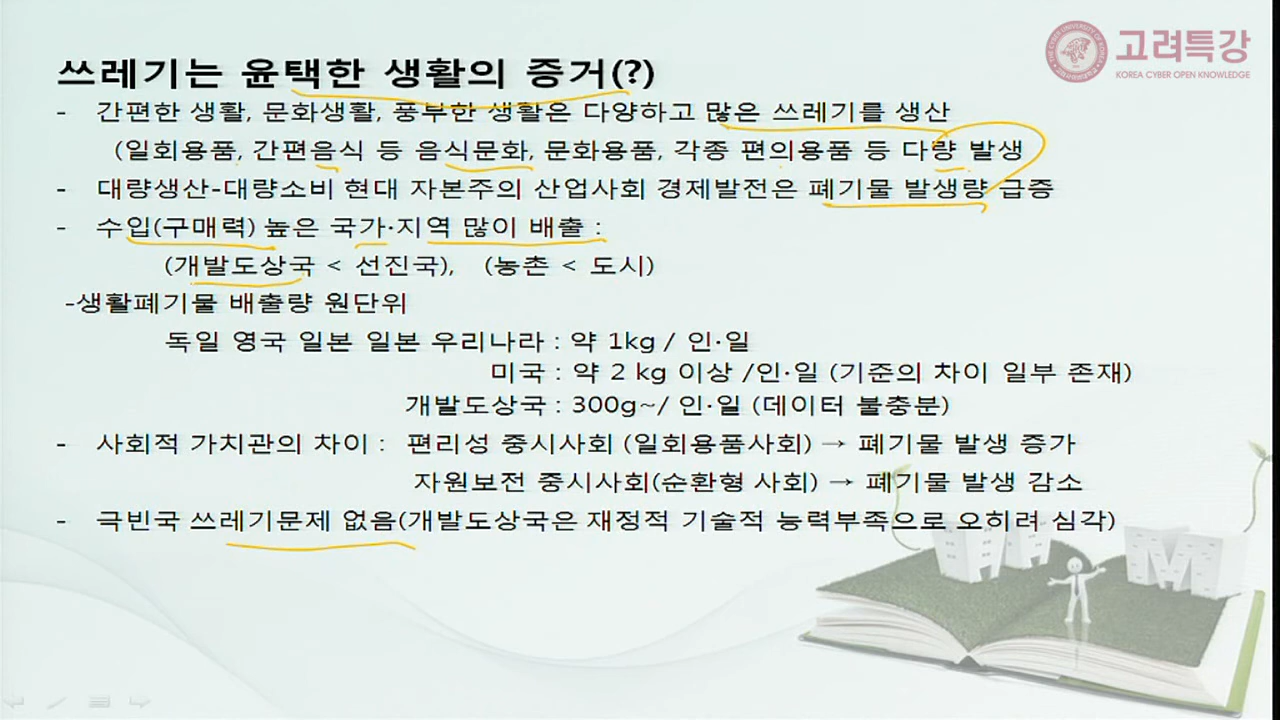 고려특강
KOREA CYBER OPEN KNOWLEDGE
쓰레기는 윤택한 생활의 증거(?)
- 간편한 생활, 문화생활, 풍부한 생활은 다양하고 많은 쓰레기를 생산
(일회용품, 간편음식 등 음식문화, 문화용품, 각종 편의용품 등 다량 발생
- 대량생산-대량소비 현대 자본주의 산업사회 경제발전은 폐기물 발생량 급증
- 수입(구매력) 높은 국가·지역 많이 배출 :
(개발도상국 < 선진국), (농촌 < 도시)
-생활폐기물 배출량 원단위
독일 영국 일본 일본 우리나라 : 약 1kg / 인·일
미국 : 약 2 kg 이상 /인·일 (기준의 차이 일부 존재)
개발도상국 : 300g~/ 인·일 (데이터 불충분)
- 사회적 가치관의 차이 : 편리성 중시사회 (일회용품사회) → 폐기물 발생 증가
자원보전 중시사회(순환형 사회) → 폐기물 발생 감소
- 극빈국 쓰레기문제 없음(개발도상국은 재정적 기술적 능력부족으로 오히려 심각)